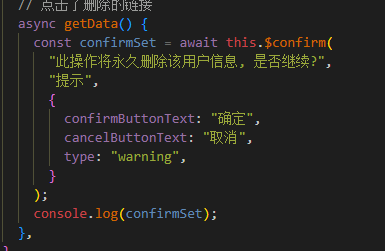 // 点击了删除的链接
async getData() {
const confirmSet = await this.$confirm(
"此操作将永久删除该用户信息, 是否继续?",
"提示",
{
confirmButtonText: "确定",
cancelButtonText: "取消",
type: "warning",
}
);
console.log(confirmSet);
},